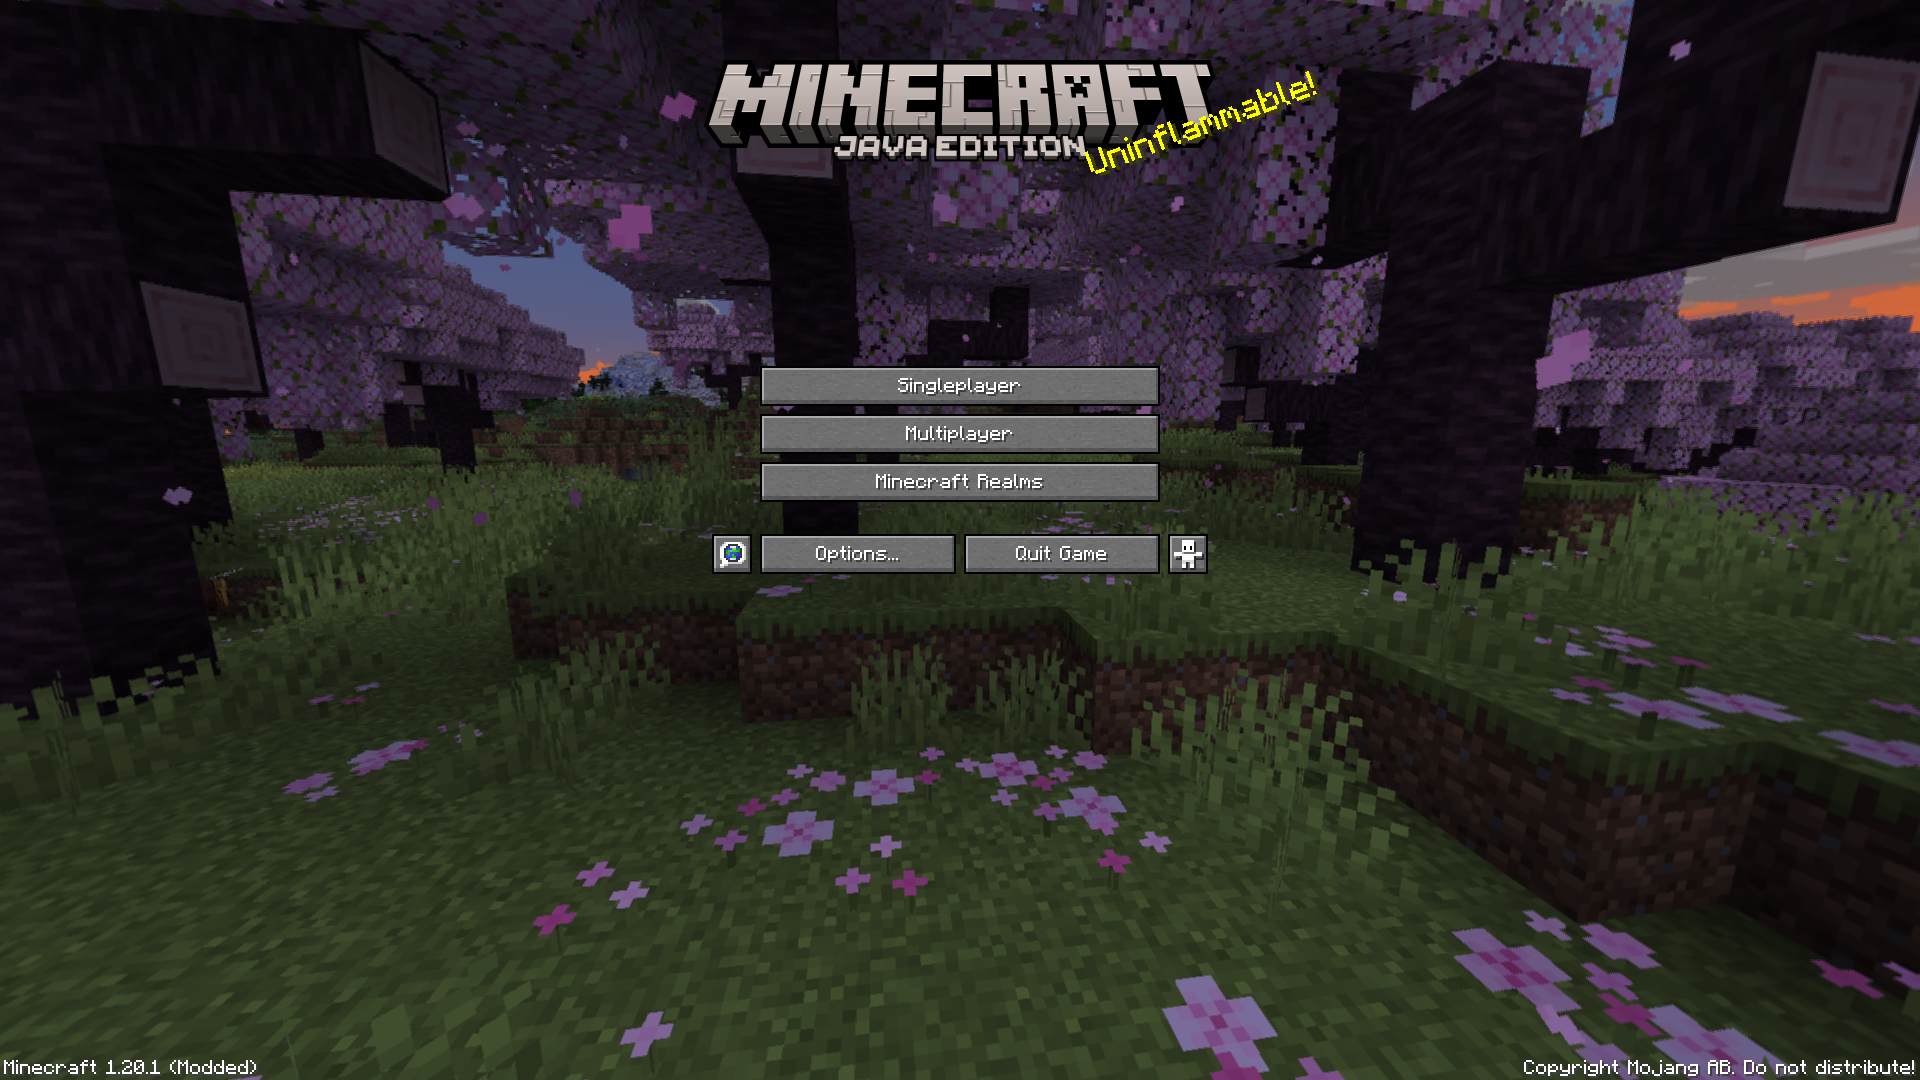 MINECRAFT
JAVA EDITION
Uninflammable!
Singleplayer
Multiplayer
Minecraft Realms
Options...
Quit Game
Minecraft 1.20.1 (Modded)
Copyright Mojang AB. Do not distribute!